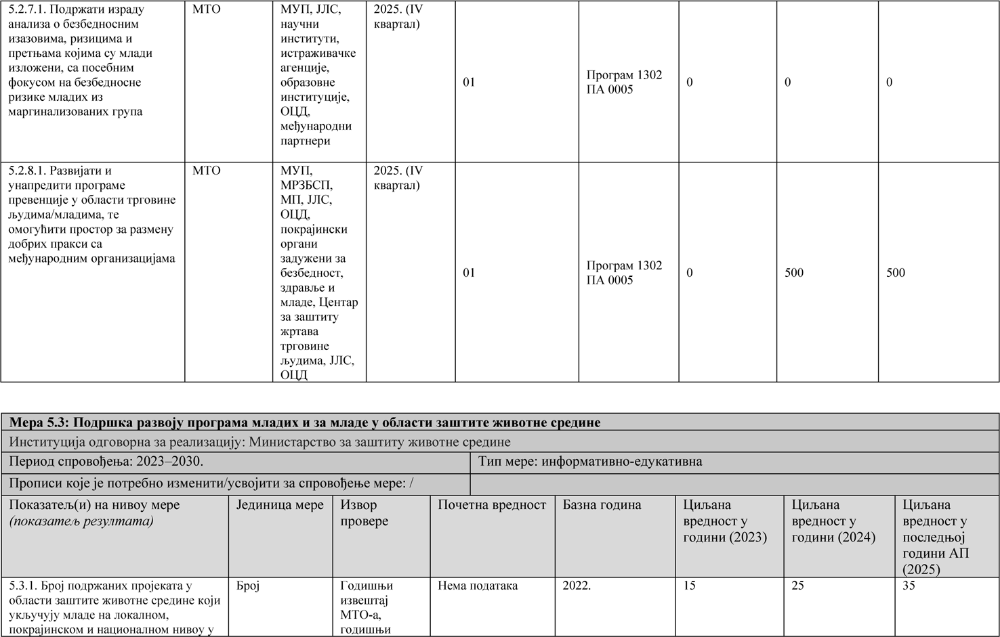 5.2.7.1. Подржати израду
анализа о безбедносним
изазовима, ризицима и
претњама којима су млади
изложени, са посебним
фокусом на безбедносне
ризике младих из
маргинализованих група
МТО
МУП, ЈЛС,
научни
институти,
истраживачке
агенције,
образовне
институције,
ОЦД,
међународни
партнери
2025. (IV
квартал)
01
Програм 1302
ПА 0005
0
0
0
5.2.8.1. Развијати и
унапредити програме
превенције у области трговине
људима/младима, те
омогућити простор за размену
добрих пракси са
међународним организацијама
МТО
МУП,
МРЗБСП,
МП, ЈЛС,
ОЦД,
покрајински
органи
задужени за
безбедност,
здравље и
младе, Центар
за заштиту
жртава
трговине
људима, ЈЛС,
ОЦД
2025. (IV
квартал)
01
Програм 1302
ПА 0005
0
500
500
Мера 5.3: Подршка развоју програма младих и за младе у области заштите животне средине
Институција одговорна за реализацију: Министарство за заштиту животне средине
Период спровођења: 2023–2030.
Тип мере: информативно-едукативна
Прописи које је потребно изменити/усвојити за спровођење мере: /
Показатељ(и) на нивоу мере
(показатељ резултата)
Јединица мере
Извор
провере
Почетна вредност
Базна година
Циљана
вредност у
години (2023)
Циљана
вредност у
години (2024)
Циљана
вредност у
последњој
години АП
(2025)
5.3.1. Број подржаних пројеката у
области заштите животне средине који
укључују младе на локалном,
покрајинском и националном нивоу у
Број
Годишњи
извештај
МТО-а,
годишњи
Нема података
2022.
15
25
35